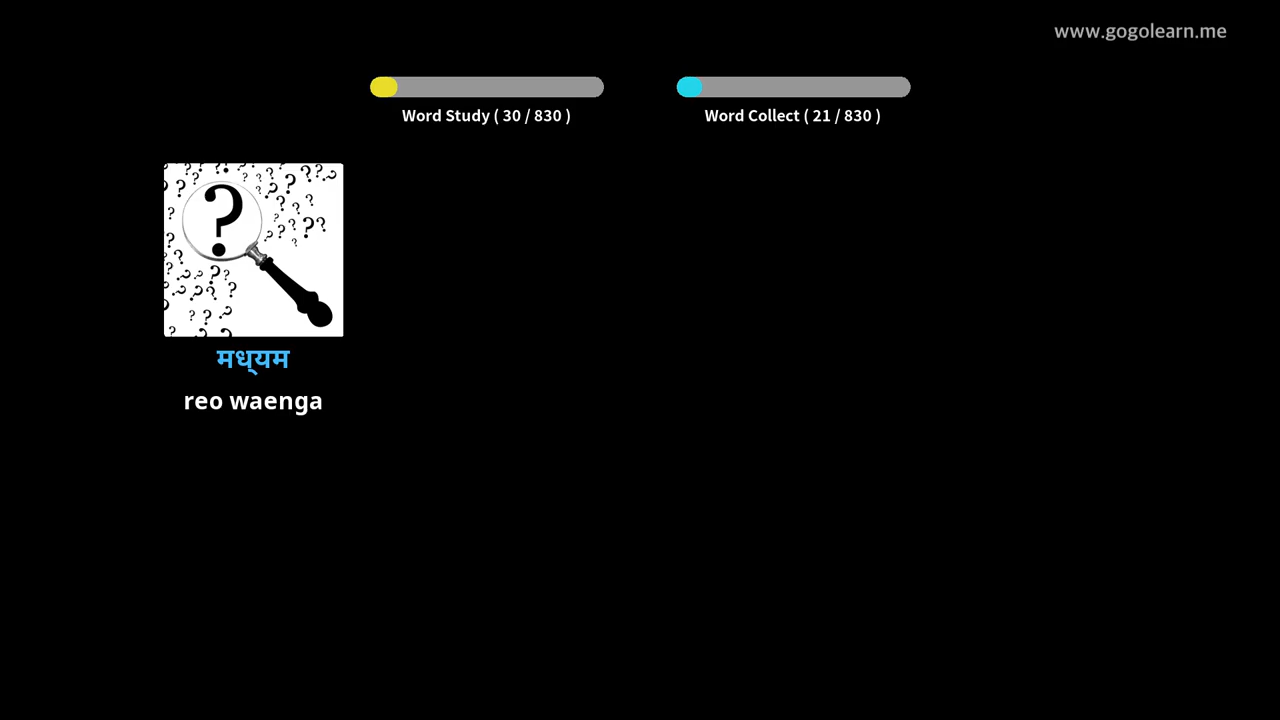 www.gogolearn.me
Word Study ( 30 / 830 )
Word Collect ( 21 / 830 )
मध्यम
reo waenga